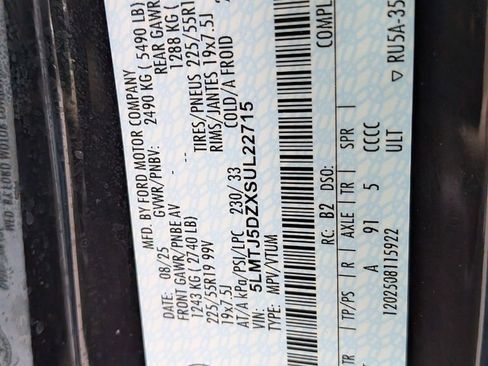 MFD. BY FORD MOTOR COMPANY
08/25 GVWR/PNBV: 2490 KG ( 5490 LB)
FRONT GAWR/PNBE AV - -- REAR GAWR
1243 KG ( 2740 LB) 1288 KG (
225/55R19 99V TIRES/PNEUS 225/55R1
19x7.5J RIMS/JANTES 19x7.5J
AT/A kPa/PSI/LPC 230/33 COLD/A FROID
VIN: 5LMTJ5DZXSUL22715
TYPE: MPV/VTUM
COMPL
RC: B2 DSO:
TR TP/PS R AXLE TR SPR
A 91 5 CCCC
1202508115922 ULT
▽ RU5A-35